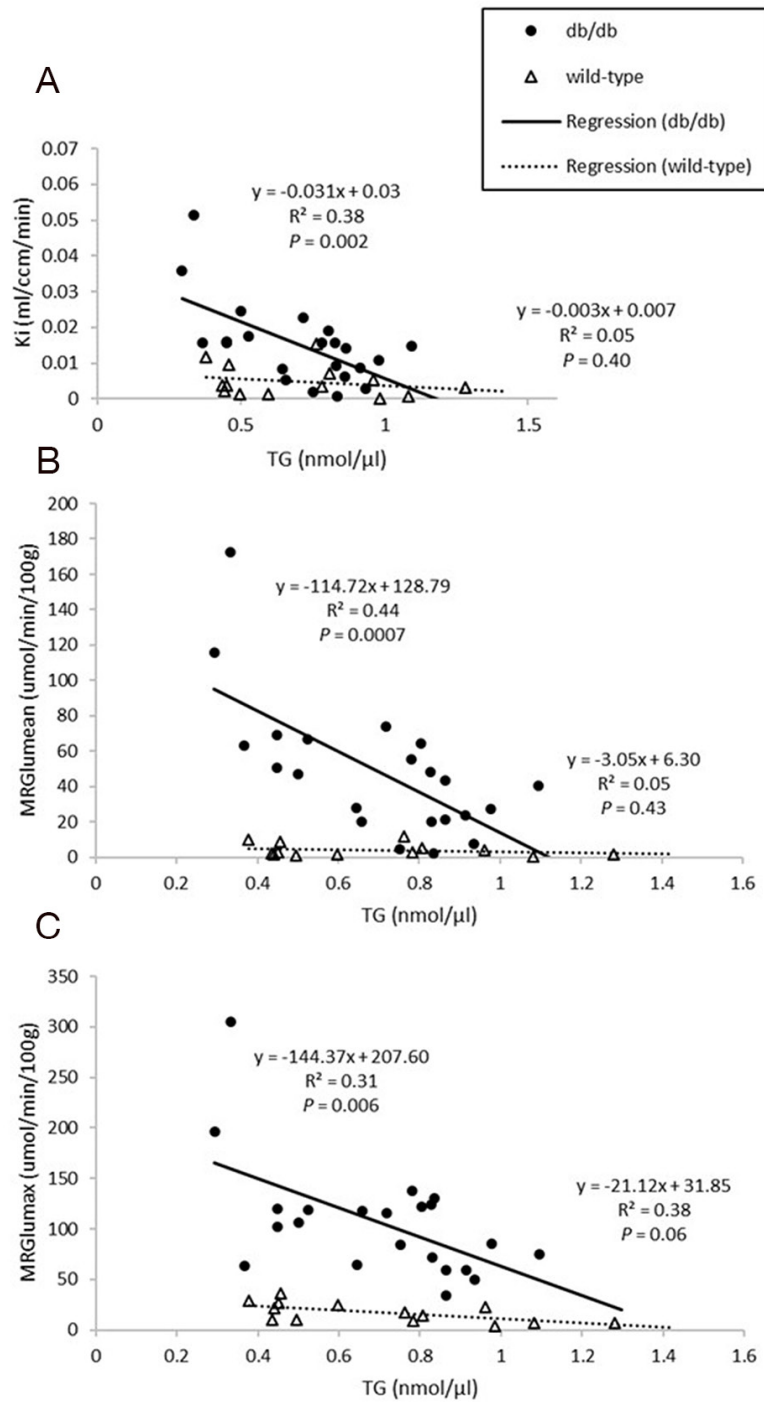 db/db
wild-type
Regression (db/db)
Regression (wild-type)
A
0.07
0.06
0.05
0.04
0.03
0.02
0.01
0
Ki (ml/ccm/min)
y = -0.031x + 0.03
R² = 0.38
P = 0.002
y = -0.003x + 0.007
R² = 0.05
P = 0.40
0 0.5 1 1.5
TG (nmol/µl)
B
200
180
160
140
120
100
80
60
40
20
0
MRGlumean (umol/min/100g)
y = -114.72x + 128.79
R² = 0.44
P = 0.0007
y = -3.05x + 6.30
R² = 0.05
P = 0.43
0 0.2 0.4 0.6 0.8 1 1.2 1.4 1.6
TG (nmol/µl)
C
350
300
250
200
150
100
50
0
MRGlumax (umol/min/100g)
y = -144.37x + 207.60
R² = 0.31
P = 0.006
y = -21.12x + 31.85
R² = 0.38
P = 0.06
0 0.2 0.4 0.6 0.8 1 1.2 1.4 1.6
TG (nmol/µl)